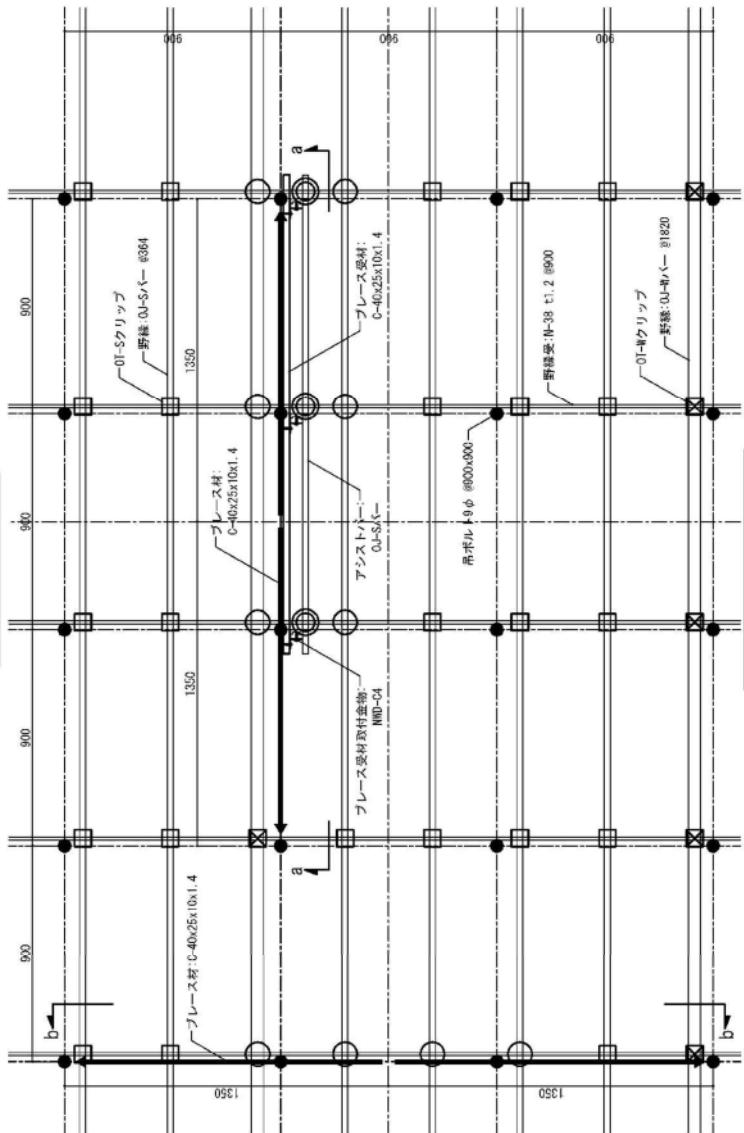 900
900
900
a
900
OT-Sクリップ
野縁:OJ-Sバー @364
1350
ブレース受材:
C-40x25x10x1.4
野縁受:N-38 t1.2 @900
OT-Wクリップ
野縁:OJ-Wバー @1820
900
ブレース材:
C-40x25x10x1.4
アシストバー:
OJ-Sバー
吊ボルト9φ @900x900
900
1350
ブレース受材取付金物:
NWD-C4
a
900
ブレース材:C-40x25x10x1.4
b
b
1350
1350